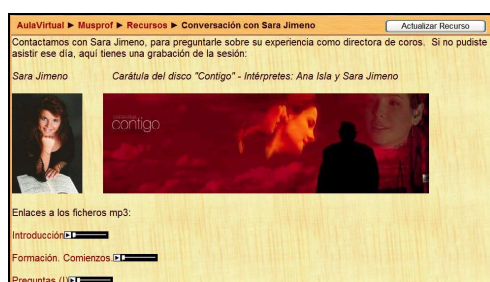 AulaVirtual ► Musprof ► Recursos ► Conversación con Sara Jimeno
Actualizar Recurso
Contactamos con Sara Jimeno, para preguntarle sobre su experiencia como directora de coros. Si no pudiste
asistir ese día, aquí tienes una grabación de la sesión:
Sara Jimeno
Carátula del disco "Contigo" - Intérpretes: Ana Isla y Sara Jimeno
contigo
Enlaces a los ficheros mp3:
Introducción
Formación. Comienzos.
Preguntas (I)